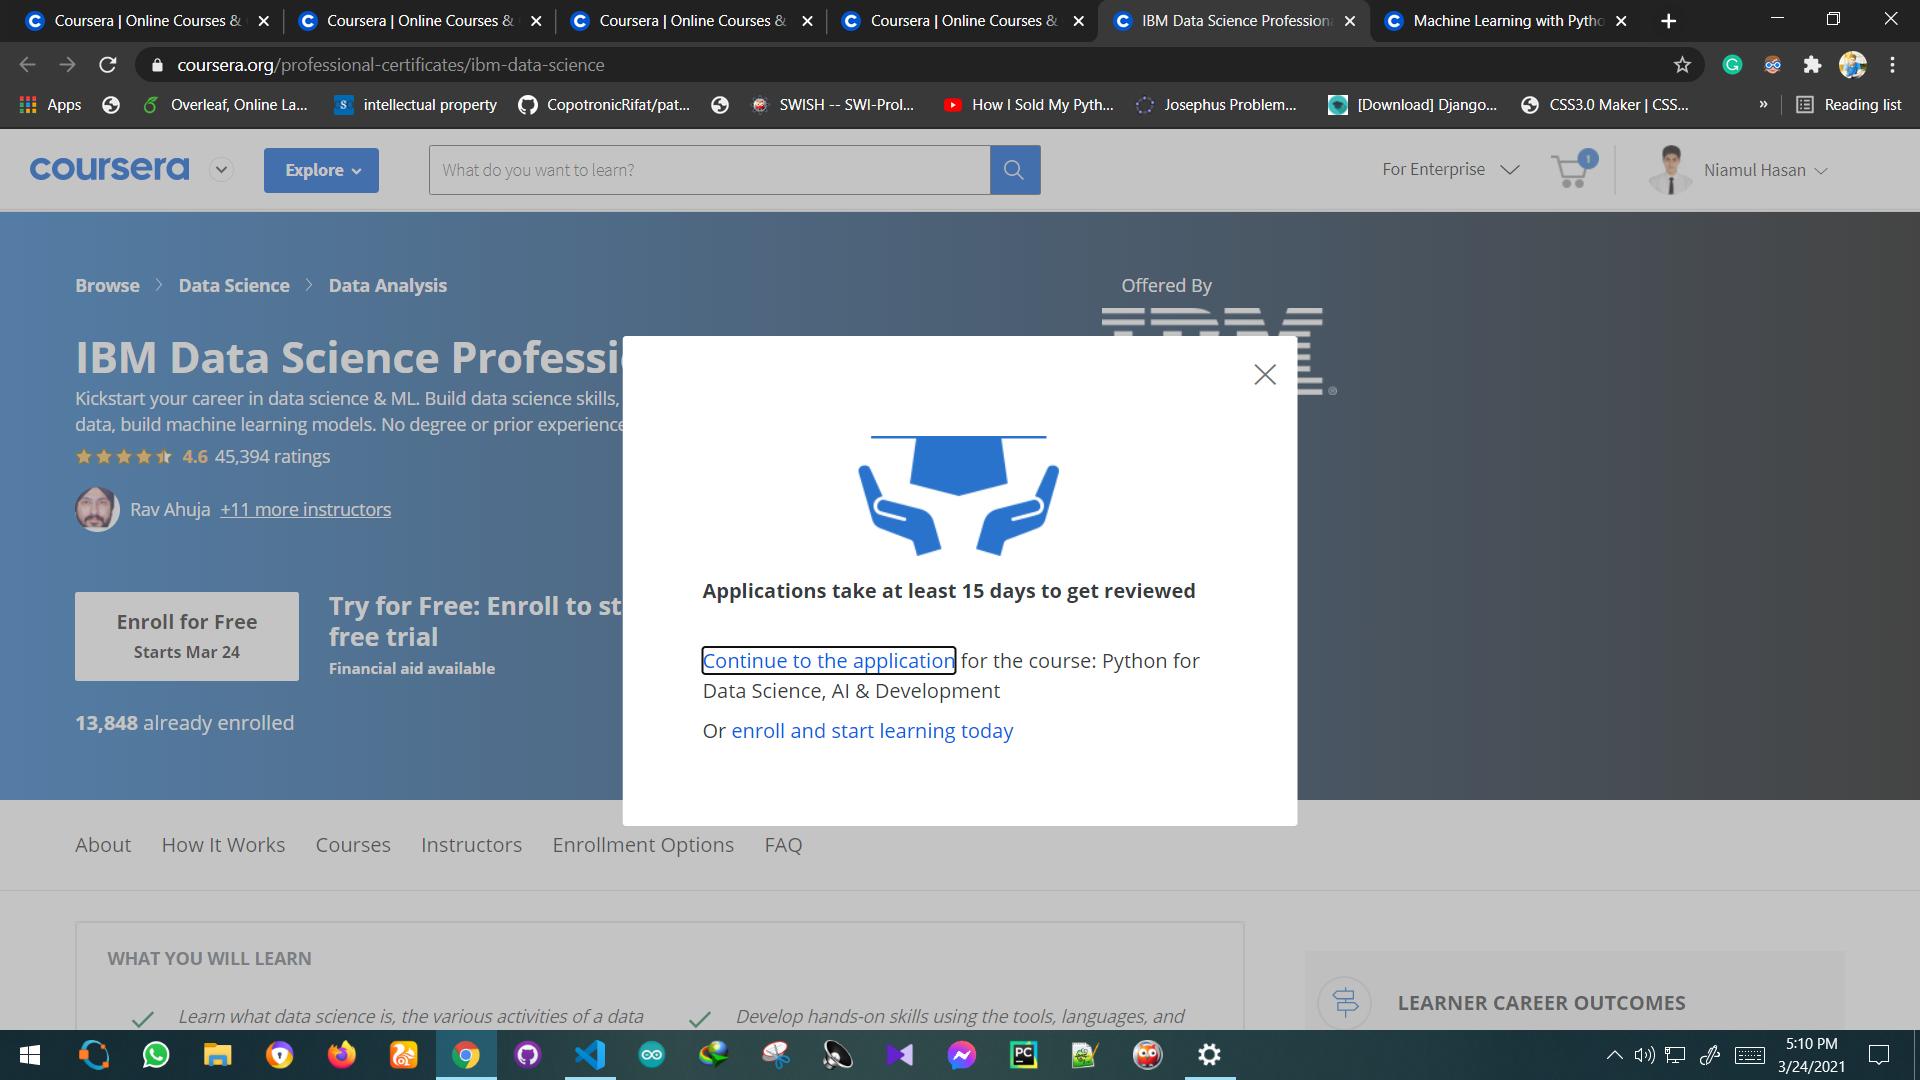 Coursera | Online Courses &
Coursera | Online Courses &
Coursera | Online Courses &
Coursera | Online Courses &
IBM Data Science Professiona
Machine Learning with Pytho
coursera.org/professional-certificates/ibm-data-science
Apps
Overleaf, Online La...
intellectual property
CopotronicRifat/pat...
SWISH -- SWI-Prol...
How I Sold My Pyth...
Josephus Problem...
[Download] Django...
CSS3.0 Maker | CSS...
»
Reading list
coursera
Explore
What do you want to learn?
For Enterprise
1
Niamul Hasan
Browse
Data Science
Data Analysis
Offered By
IBM
IBM Data Science Professi
Kickstart your career in data science & ML. Build data science skills,
data, build machine learning models. No degree or prior experience
4.6 45,394 ratings
Rav Ahuja +11 more instructors
Enroll for Free
Starts Mar 24
Try for Free: Enroll to st
free trial
Financial aid available
13,848 already enrolled
Applications take at least 15 days to get reviewed
Continue to the application for the course: Python for
Data Science, AI & Development
Or enroll and start learning today
About
How It Works
Courses
Instructors
Enrollment Options
FAQ
WHAT YOU WILL LEARN
Learn what data science is, the various activities of a data
Develop hands-on skills using the tools, languages, and
LEARNER CAREER OUTCOMES
5:10 PM
3/24/2021